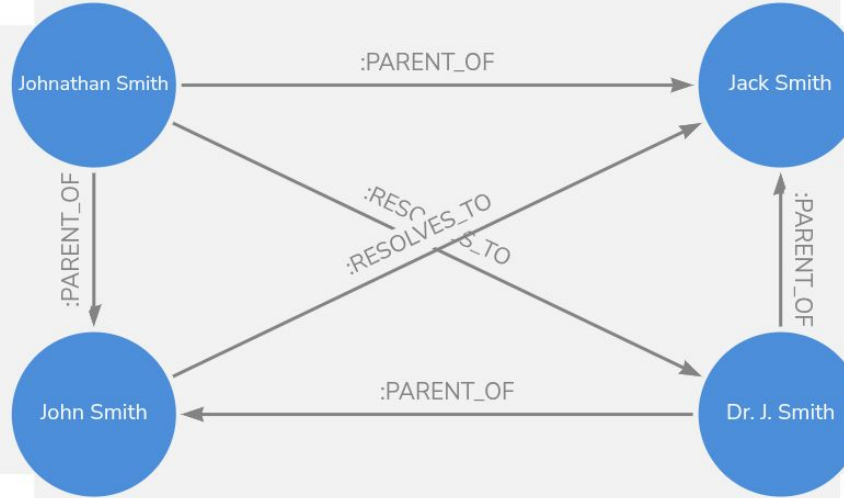 :PARENT_OF
Johnathan Smith
Jack Smith
:PARENT_OF
:RESOLVES_TO
:PARENT_OF
:PARENT_OF
John Smith
Dr. J. Smith